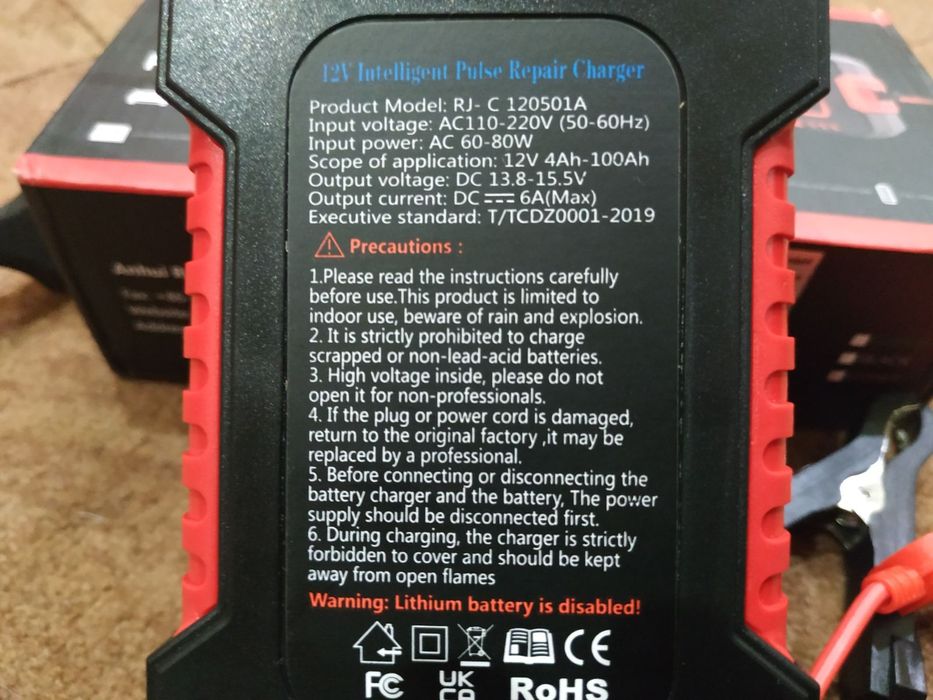 12V Intelligent Pulse Repair Charger
Product Model: RJ- C 120501A
Input voltage: AC110-220V (50-60Hz)
Input power: AC 60-80W
Scope of application: 12V 4Ah-100Ah
Output voltage: DC 13.8-15.5V
Output current: DC 6A(Max)
Executive standard: T/TCDZ0001-2019
Precautions :
1.Please read the instructions carefully
before use.This product is limited to
indoor use, beware of rain and explosion.
2. It is strictly prohibited to charge
scrapped or non-lead-acid batteries.
3. High voltage inside, please do not
open it for non-professionals.
4. If the plug or power cord is damaged,
return to the original factory ,it may be
replaced by a professional.
5. Before connecting or disconnecting the
battery charger and the battery, The power
supply should be disconnected first.
6. During charging, the charger is strictly
forbidden to cover and should be kept
away from open flames
Warning: Lithium battery is disabled!
CE
FC
UK
CA
RoHS
Anhui